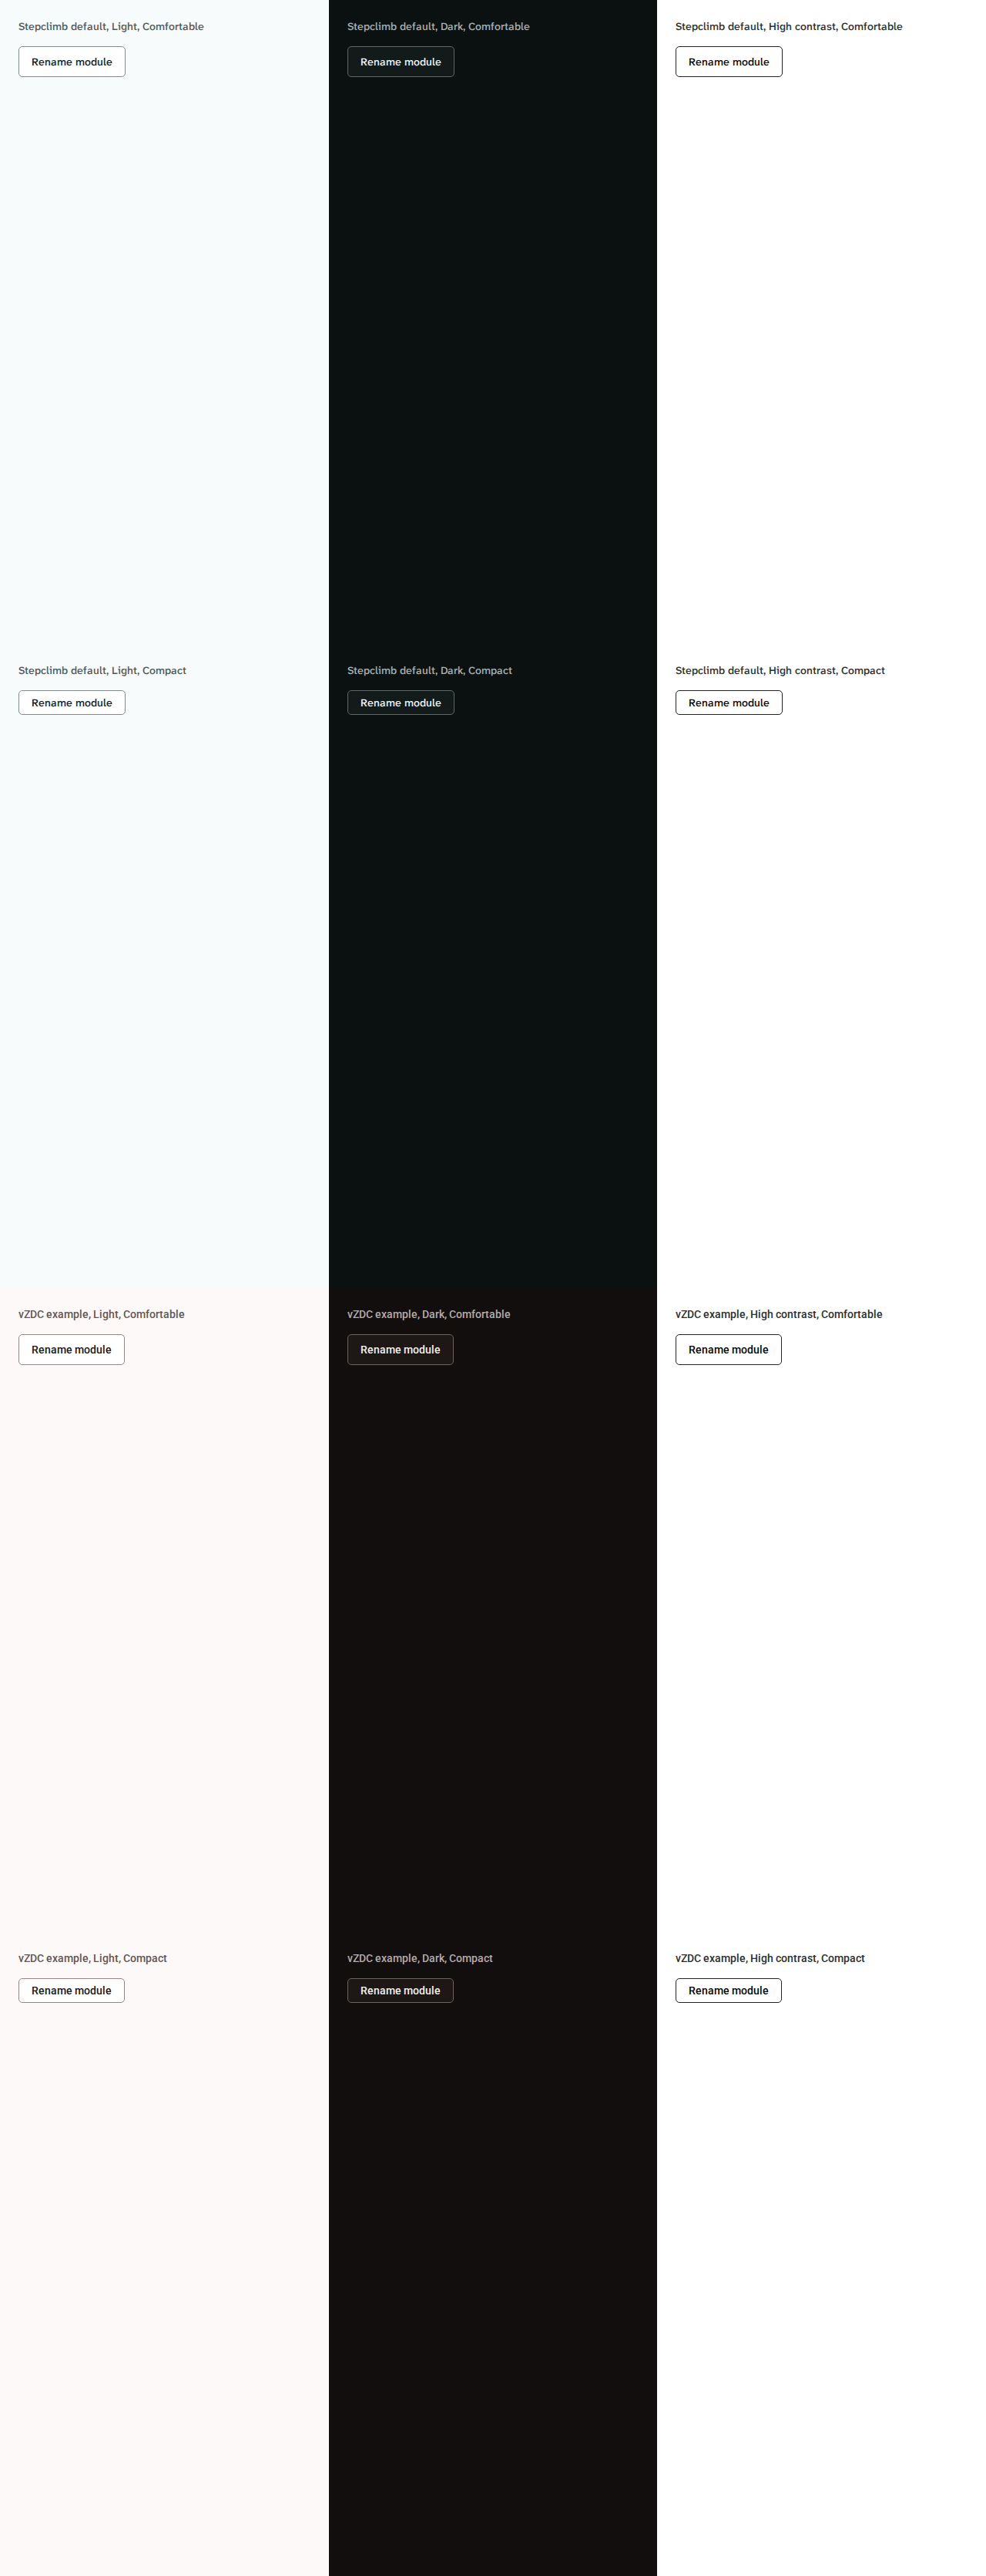 Stepclimb default, Light, Comfortable
Rename module
Stepclimb default, Dark, Comfortable
Rename module
Stepclimb default, High contrast, Comfortable
Rename module
Stepclimb default, Light, Compact
Rename module
Stepclimb default, Dark, Compact
Rename module
Stepclimb default, High contrast, Compact
Rename module
vZDC example, Light, Comfortable
Rename module
vZDC example, Dark, Comfortable
Rename module
vZDC example, High contrast, Comfortable
Rename module
vZDC example, Light, Compact
Rename module
vZDC example, Dark, Compact
Rename module
vZDC example, High contrast, Compact
Rename module